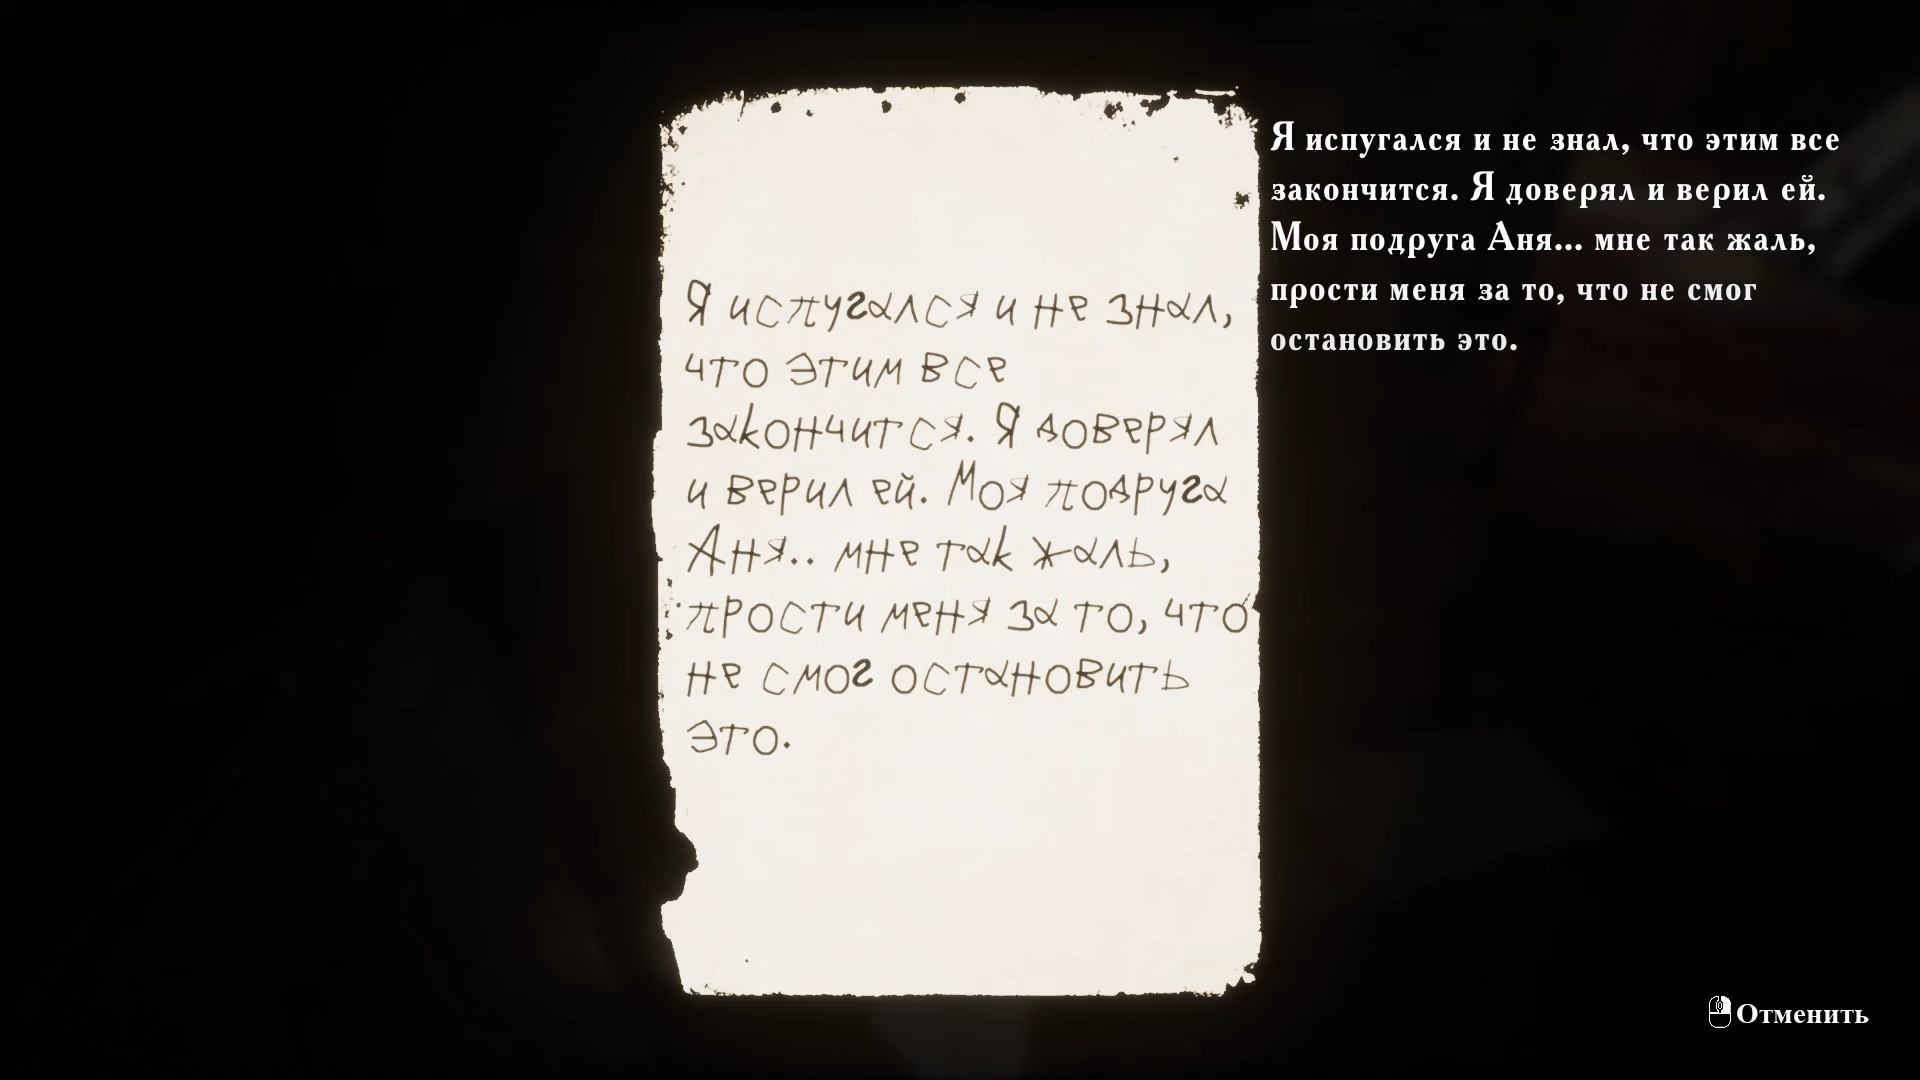 Я испугался и не знал,
что этим все
закончится. Я доверял
и верил ей. Моя подруга
Аня.. мне так жаль,
прости меня за то, что
не смог остановить
это.
Я испугался и не знал, что этим все
закончится. Я доверял и верил ей.
Моя подруга Аня... мне так жаль,
прости меня за то, что не смог
остановить это.
Отменить